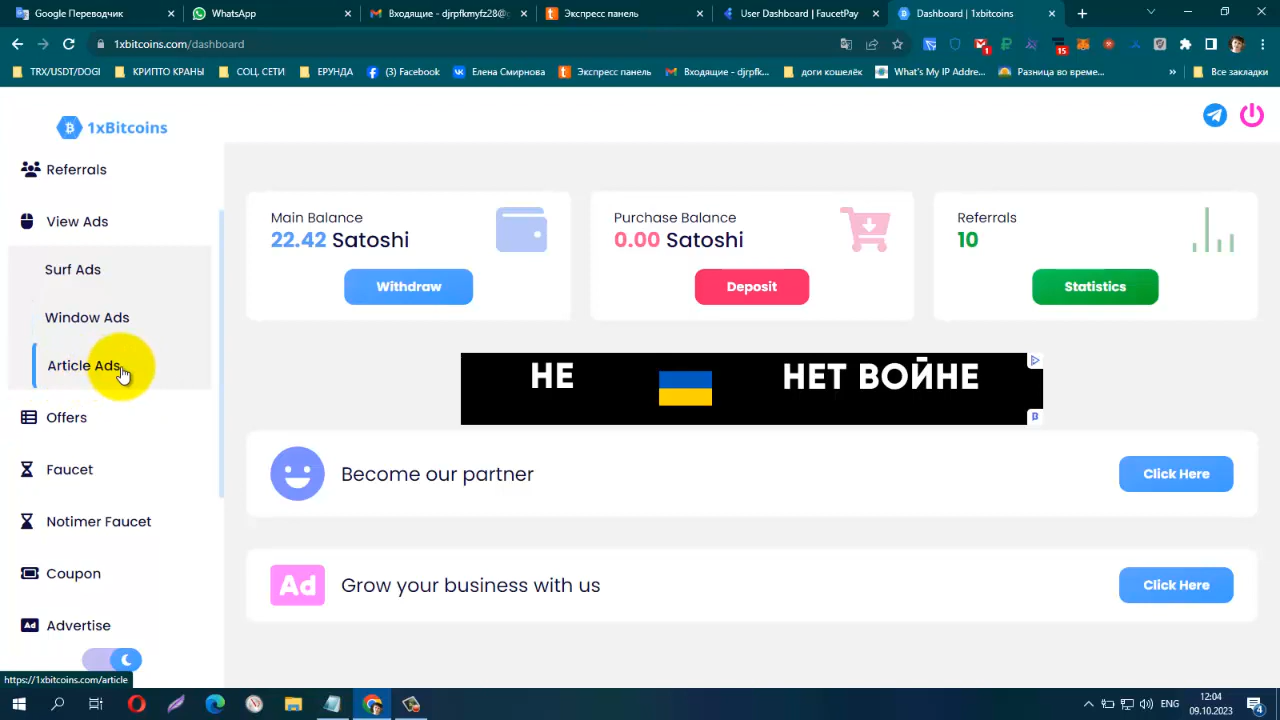 Google Переводчик
WhatsApp
Входящие - djrpfkmyfz28@g
Экспресс панель
User Dashboard | FaucetPay
Dashboard | 1xbitcoins
1xbitcoins.com/dashboard
1
15
TRX/USDT/DOGI
КРИПТО КРАНЫ
СОЦ. СЕТИ
ЕРУНДА
(3) Facebook
Елена Смирнова
Экспресс панель
Входящие - djrpfk...
доги кошелёк
What's My IP Addre...
Разница во време...
»
Все закладки
1xBitcoins
Referrals
View Ads
Surf Ads
Window Ads
Article Ads
Offers
Faucet
Notimer Faucet
Coupon
Ad Advertise
Main Balance
22.42 Satoshi
Withdraw
Purchase Balance
0.00 Satoshi
Deposit
Referrals
10
Statistics
НЕ
НЕТ ВОЙНЕ
Become our partner
Click Here
Ad
Grow your business with us
Click Here
https://1xbitcoins.com/article
ENG
12:04
09.10.2023
4